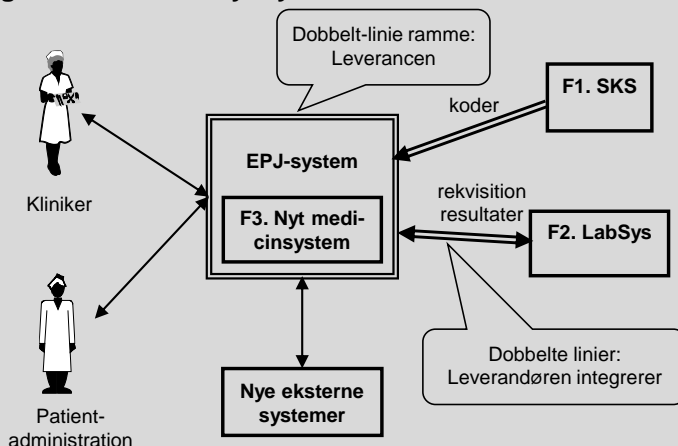 Dobbelt-linie ramme:
Leverancen
F1. SKS
koder
EPJ-system
Kliniker
F3. Nyt medi-
cinsystem
rekvisition
resultater
F2. LabSys
Dobbelte linier:
Leverandøren integrerer
Nye eksterne
systemer
Patient-
administration